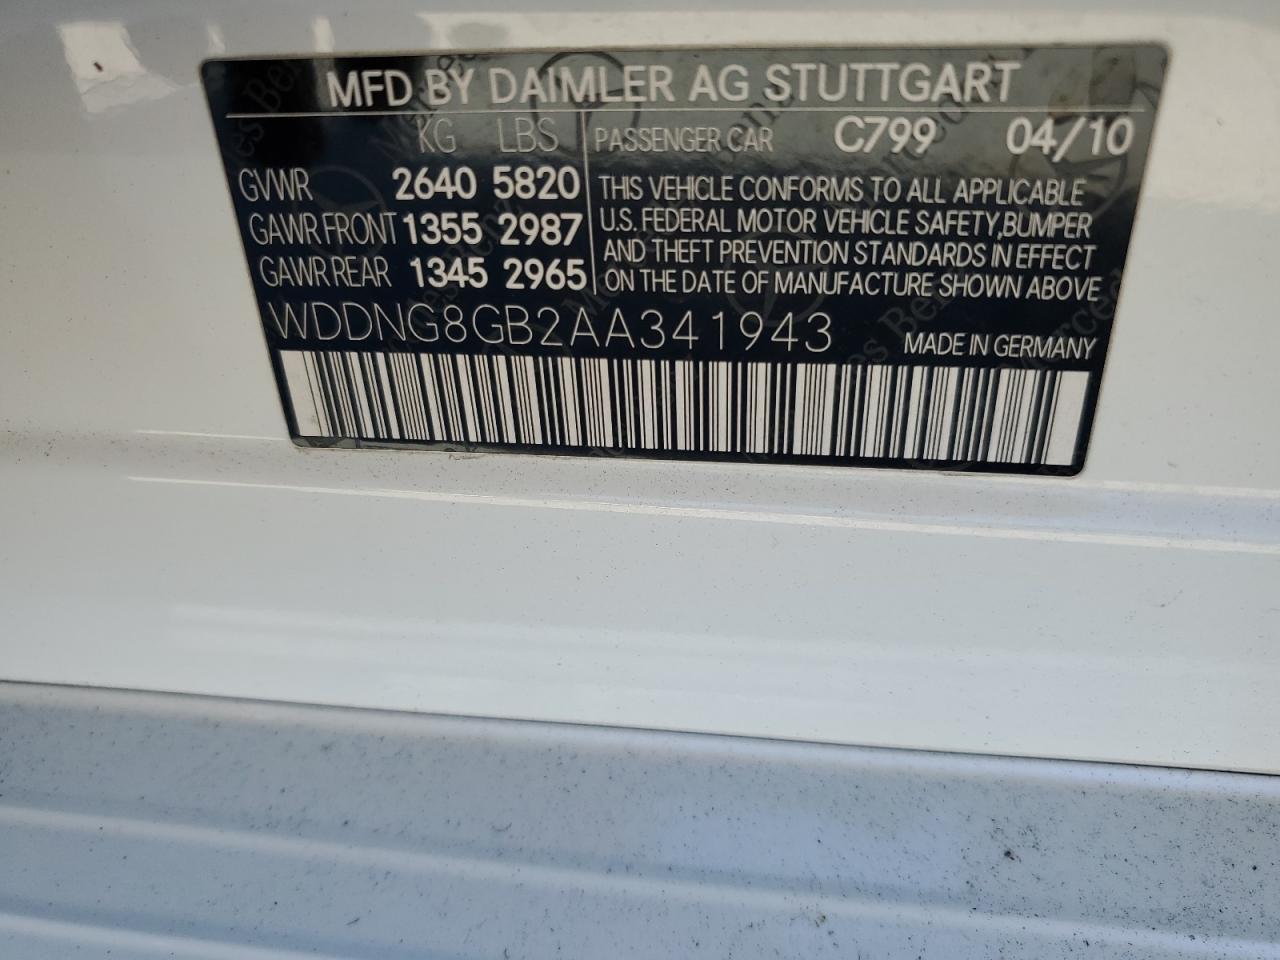 MFD BY DAIMLER AG STUTTGART
KG LBS PASSENGER CAR C799 04/10
GVWR 2640 5820
GAWR FRONT 1355 2987
GAWR REAR 1345 2965
THIS VEHICLE CONFORMS TO ALL APPLICABLE
U.S. FEDERAL MOTOR VEHICLE SAFETY,BUMPER
AND THEFT PREVENTION STANDARDS IN EFFECT
ON THE DATE OF MANUFACTURE SHOWN ABOVE
WDDNG8GB2AA341943 MADE IN GERMANY